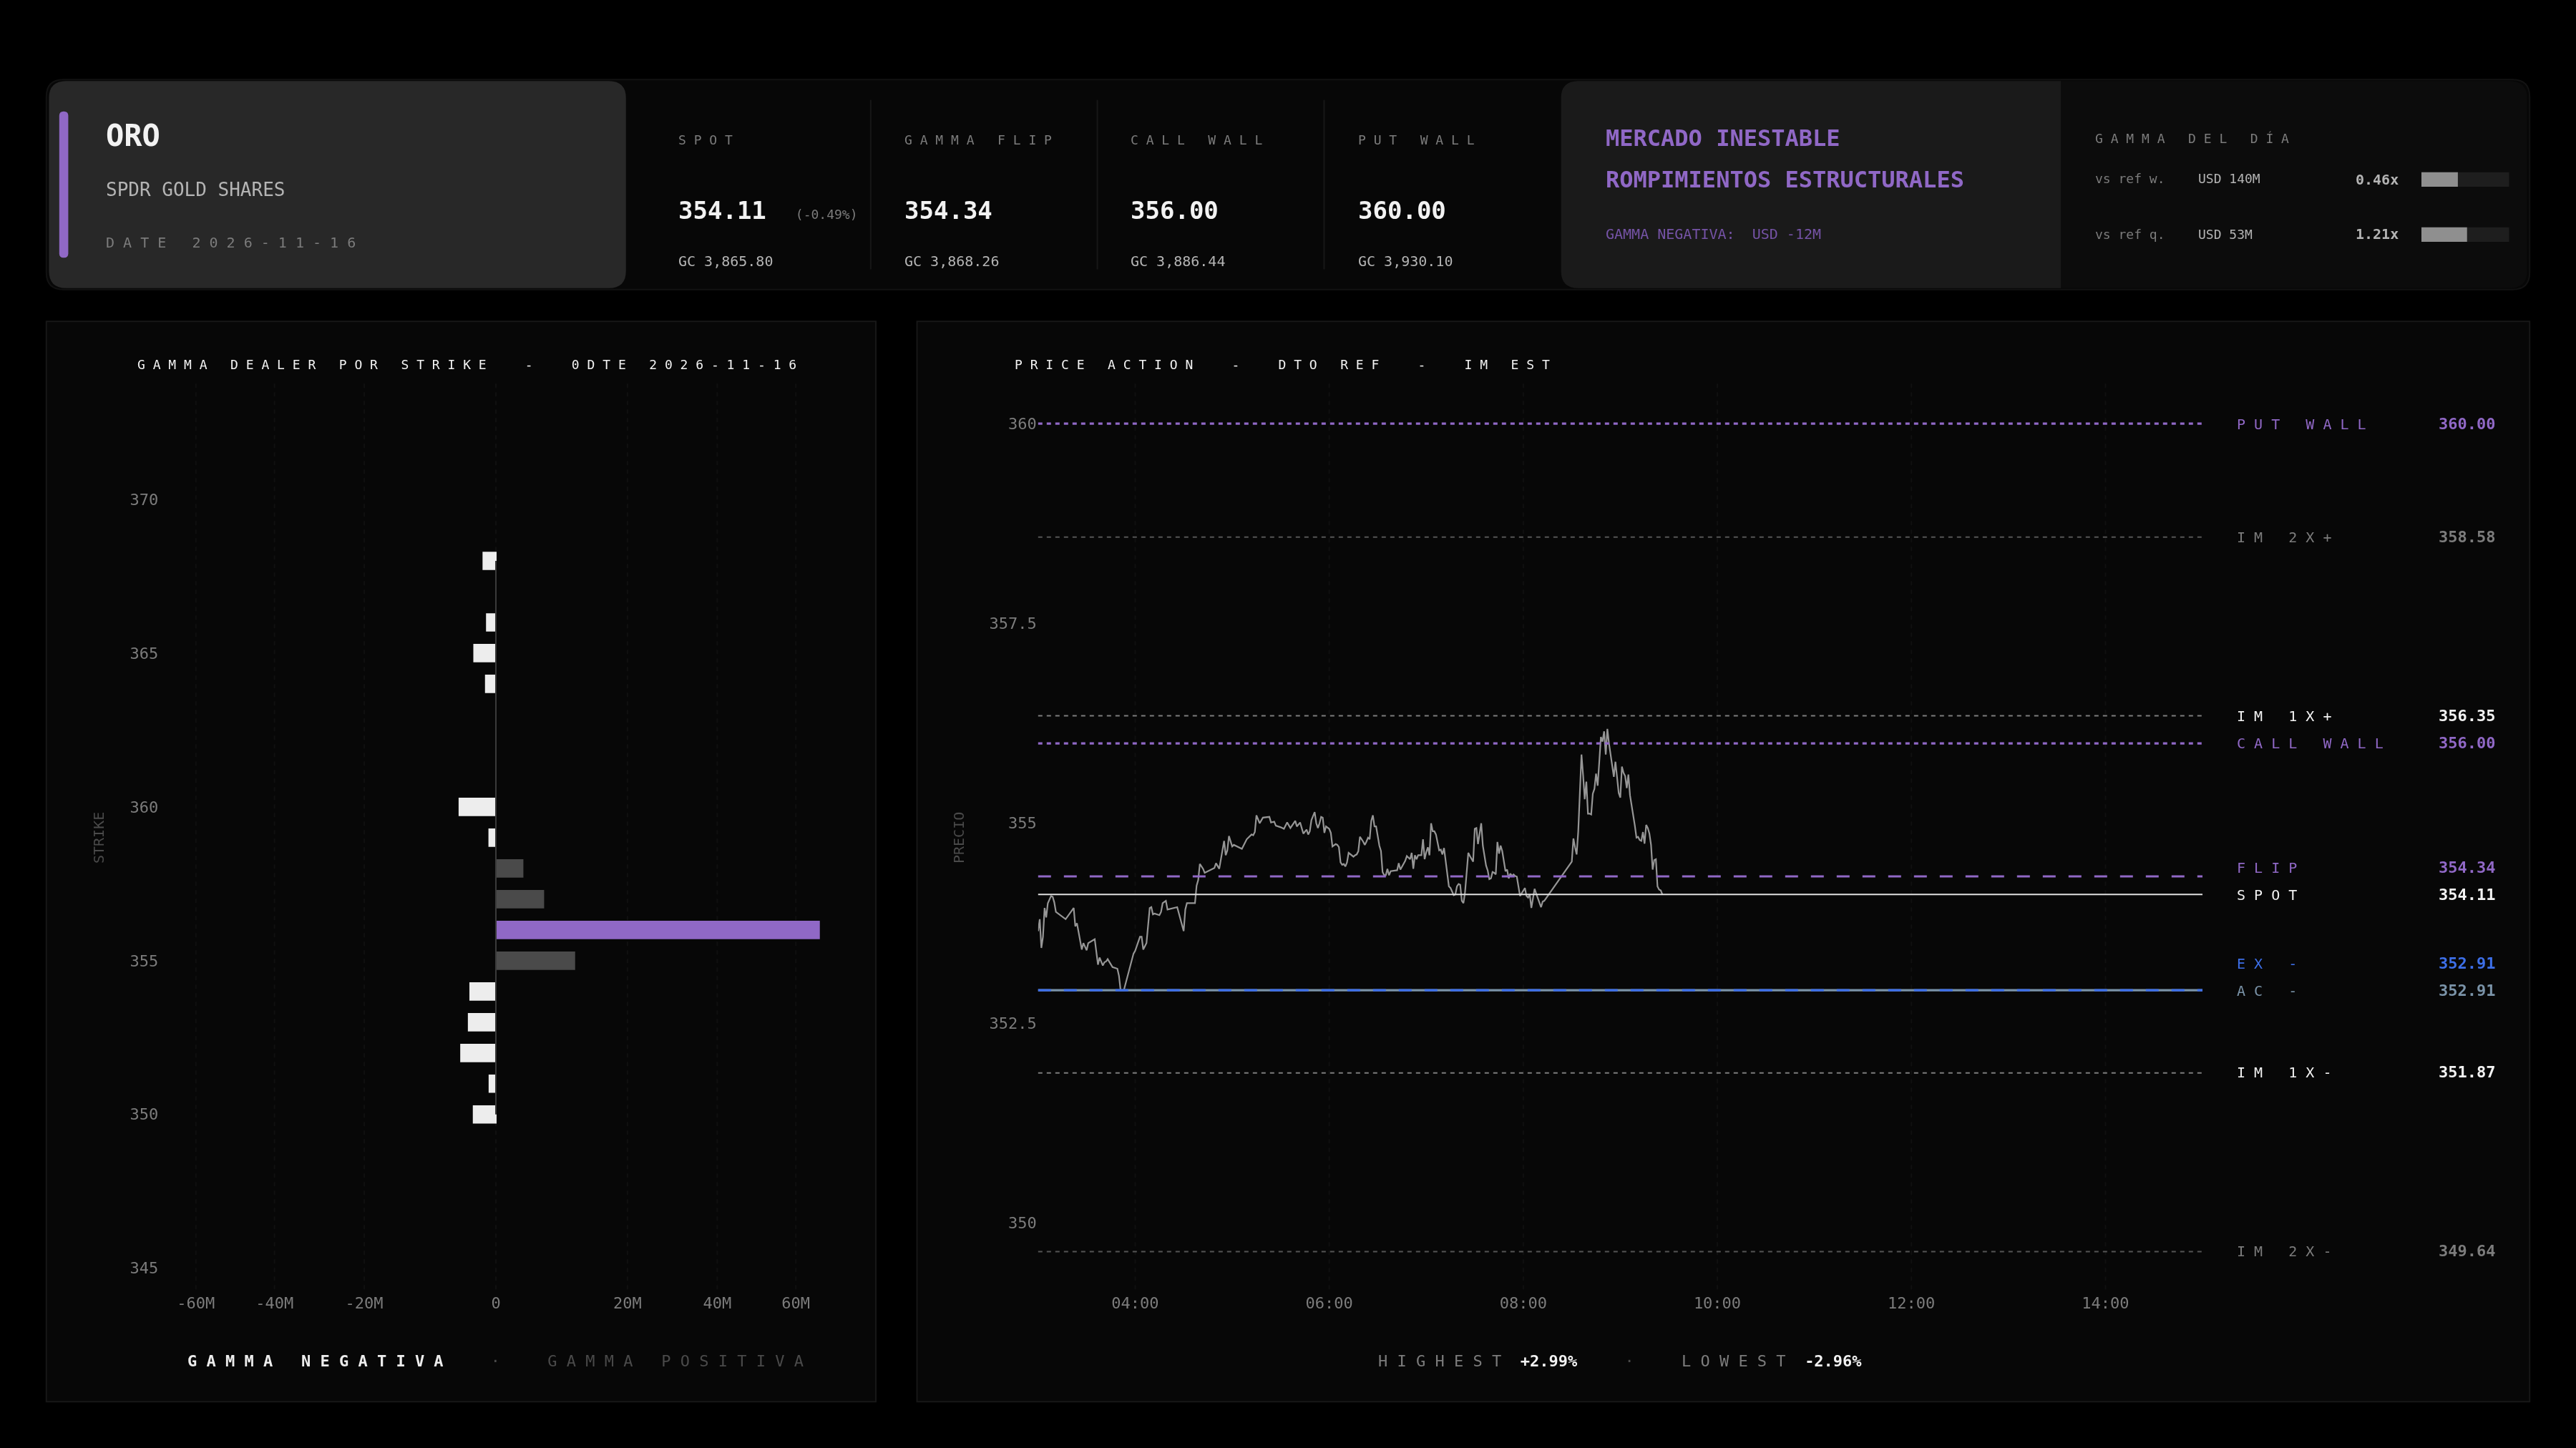 ORO
SPDR GOLD SHARES
DATE 2026-11-16
SPOT
354.11 (-0.49%)
GC 3,865.80
GAMMA FLIP
354.34
GC 3,868.26
CALL WALL
356.00
GC 3,886.44
PUT WALL
360.00
GC 3,930.10
MERCADO INESTABLE
ROMPIMIENTOS ESTRUCTURALES
GAMMA NEGATIVA: USD -12M
GAMMA DEL DÍA
vs ref w. USD 140M 0.46x
vs ref q. USD 53M 1.21x
GAMMA DEALER POR STRIKE - 0DTE 2026-11-16
STRIKE
370
365
360
355
350
345
-60M -40M -20M 0 20M 40M 60M
GAMMA NEGATIVA · GAMMA POSITIVA
PRICE ACTION - DTO REF - IM EST
PRECIO
360
357.5
355
352.5
350
PUT WALL 360.00
IM 2X+ 358.58
IM 1X+ 356.35
CALL WALL 356.00
FLIP 354.34
SPOT 354.11
EX - 352.91
AC - 352.91
IM 1X- 351.87
IM 2X- 349.64
04:00 06:00 08:00 10:00 12:00 14:00
HIGHEST +2.99% · LOWEST -2.96%